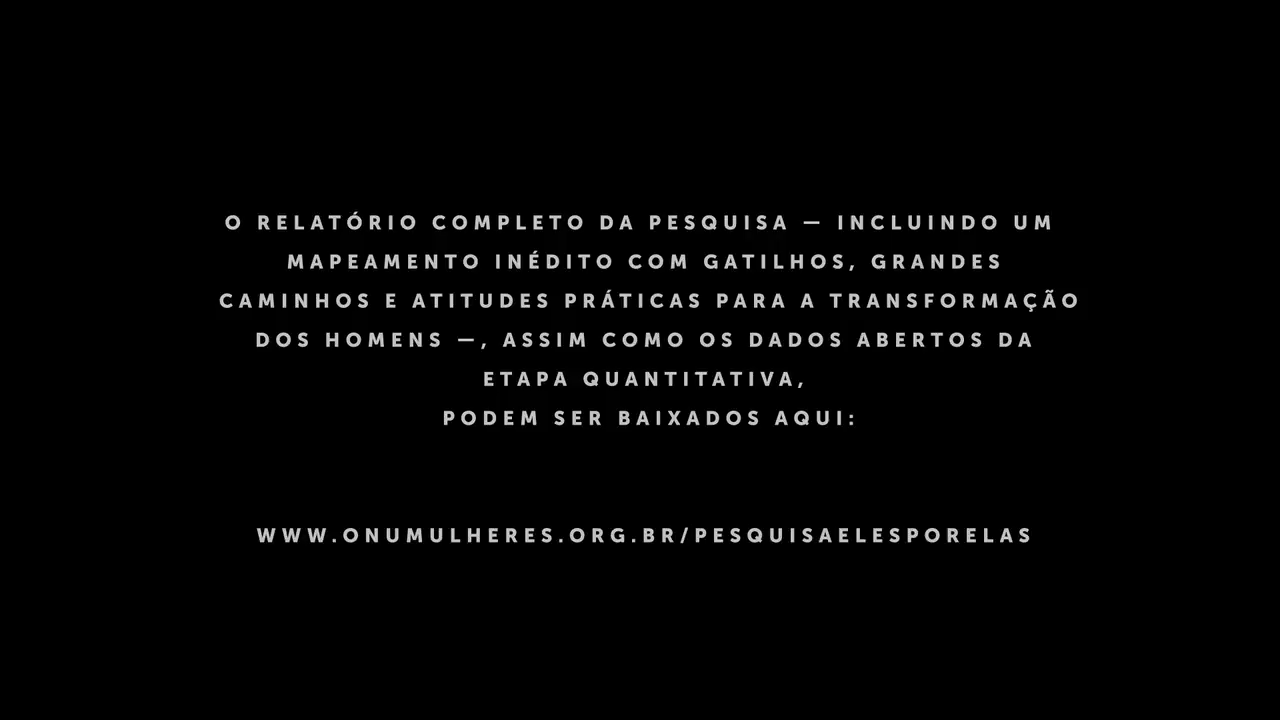 O RELATÓRIO COMPLETO DA PESQUISA — INCLUINDO UM
MAPEAMENTO INÉDITO COM GATILHOS, GRANDES
CAMINHOS E ATITUDES PRÁTICAS PARA A TRANSFORMAÇÃO
DOS HOMENS —, ASSIM COMO OS DADOS ABERTOS DA
ETAPA QUANTITATIVA,
PODEM SER BAIXADOS AQUI:
WWW.ONUMULHERES.ORG.BR/PESQUISAELESPORELAS